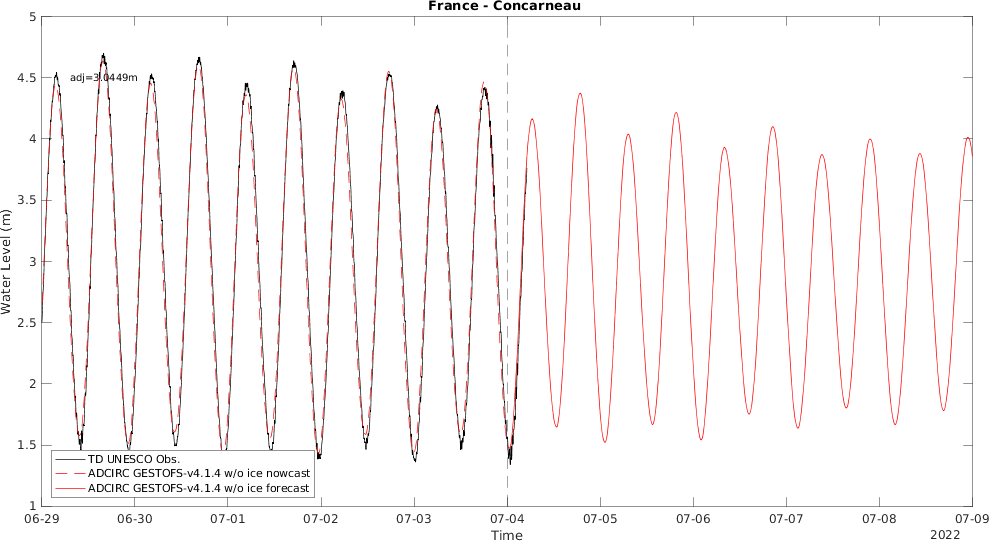 France - Concarneau
5
4.5
4
3.5
3
2.5
2
1.5
1
Water Level (m)
adj=3.0449m
TD UNESCO Obs.
ADCIRC GESTOFS-v4.1.4 w/o ice nowcast
ADCIRC GESTOFS-v4.1.4 w/o ice forecast
06-29 06-30 07-01 07-02 07-03 07-04 07-05 07-06 07-07 07-08 07-09
Time
2022